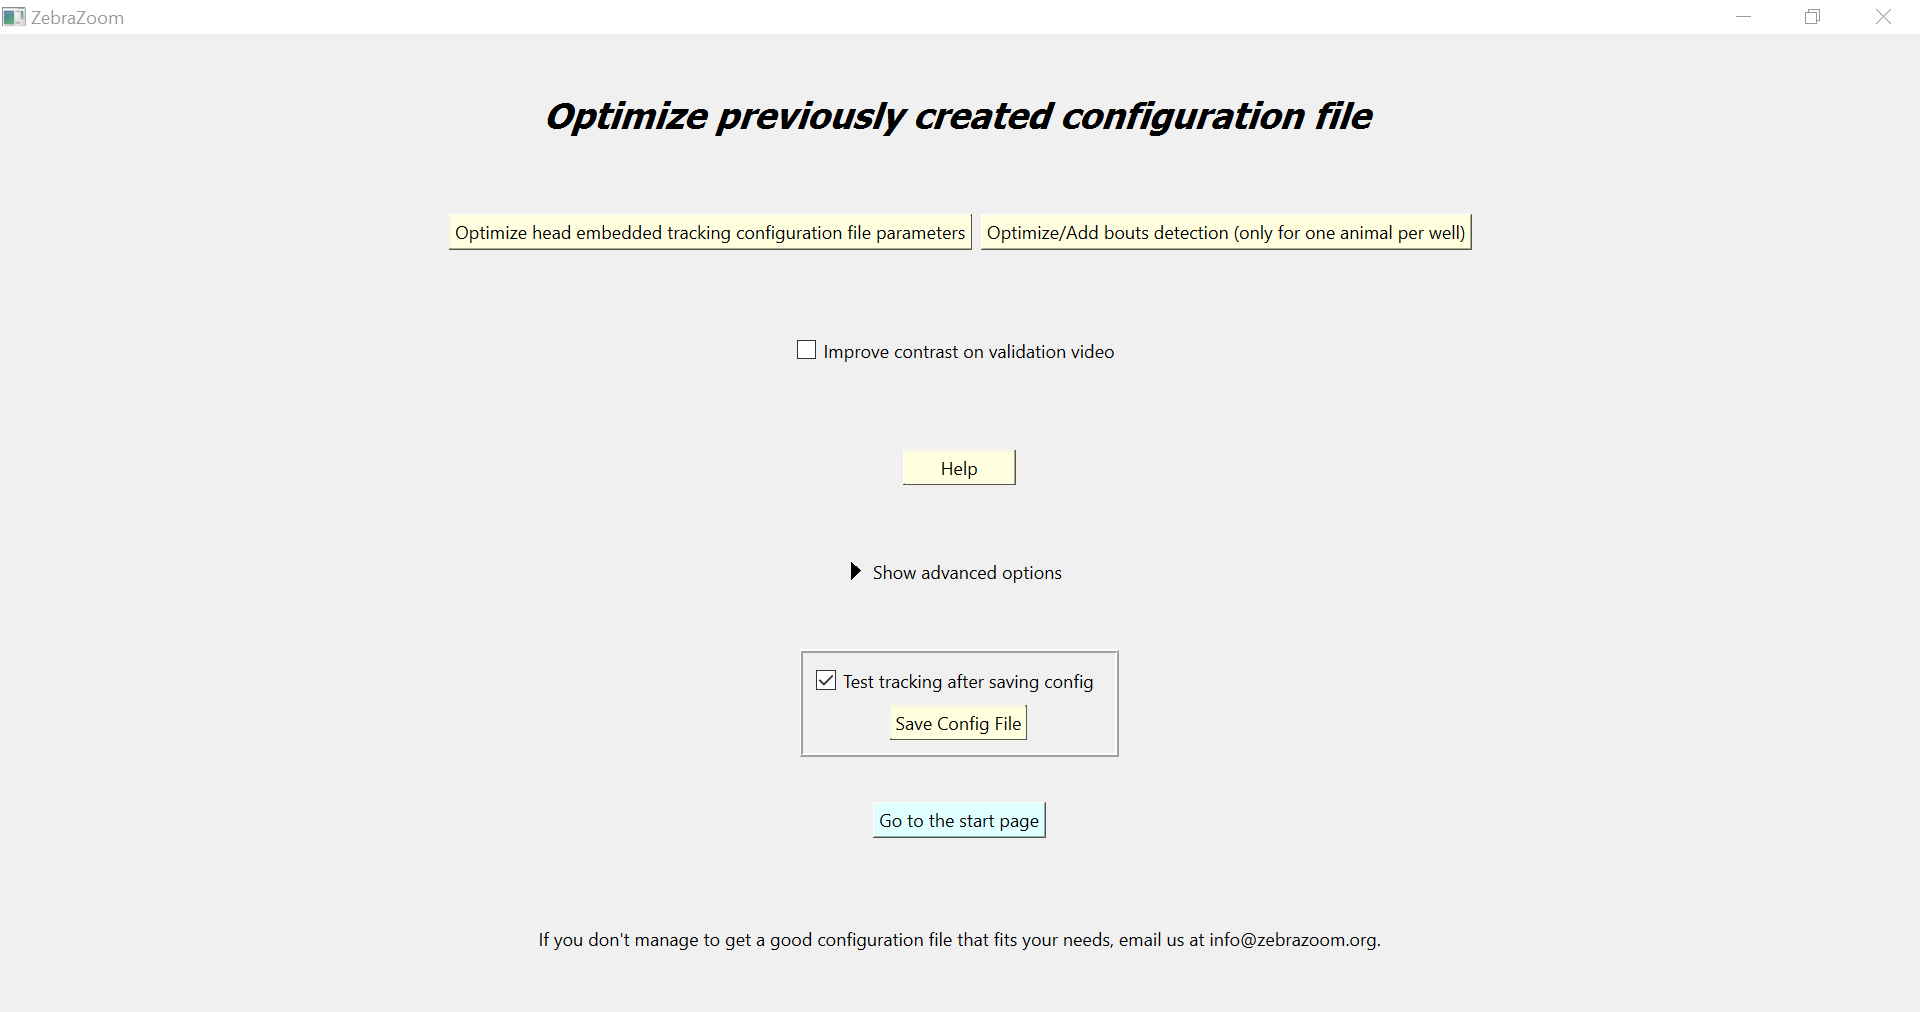 ZebraZoom
Optimize previously created configuration file
Optimize head embedded tracking configuration file parameters
Optimize/Add bouts detection (only for one animal per well)
Improve contrast on validation video
Help
Show advanced options
Test tracking after saving config
Save Config File
Go to the start page
If you don't manage to get a good configuration file that fits your needs, email us at info@zebrazoom.org.